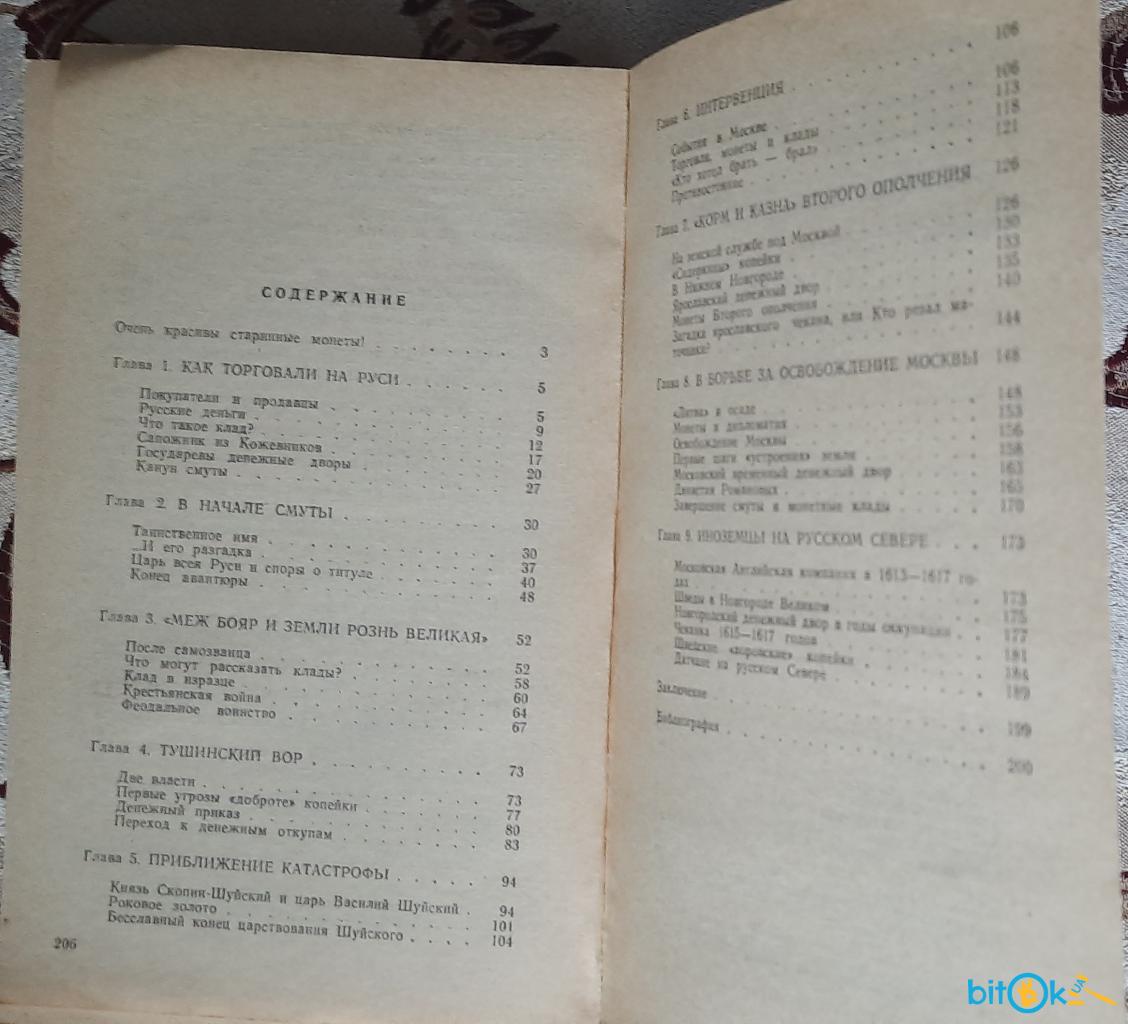 СОДЕРЖАНИЕ
Очень красивы старинные монеты! . . . . . . . . 3
Глава 1. КАК ТОРГОВАЛИ НА РУСИ . . . . . . 5
Покупатели и продавцы . . . . . . . . . . 5
Русские деньги . . . . . . . . . . 9
Что такое клад? . . . . . . . . . . 12
Сапожник из Кожевников . . . . . . . . 17
Государевы денежные дворы . . . . . . . 20
Канун смуты . . . . . . . . . . 27
Глава 2. В НАЧАЛЕ СМУТЫ . . . . . . . . 30
Таинственное имя . . . . . . . . . . 30
...И его разгадка . . . . . . . . . . 37
Царь всея Руси и споры о титуле . . . . . . 40
Конец авантюры . . . . . . . . . . 48
Глава 3. «МЕЖ БОЯР И ЗЕМЛИ РОЗНЬ ВЕЛИКАЯ» 52
После самозванца . . . . . . . . . . 52
Что могут рассказать клады? . . . . . . . 58
Клад в изразце . . . . . . . . . . 60
Крестьянская война . . . . . . . . . . 64
Феодальное воинство . . . . . . . . . . 67
Глава 4. ТУШИНСКИЙ ВОР . . . . . . . . 73
Две власти . . . . . . . . . . 73
Первые угрозы «доброте» копейки . . . . . . 77
Денежный приказ . . . . . . . . . . 80
Переход к денежным откупам . . . . . . . 83
Глава 5. ПРИБЛИЖЕНИЕ КАТАСТРОФЫ . . . . . 94
Князь Скопин-Шуйский и царь Василий Шуйский . 94
Роковое золото . . . . . . . . . . 101
Бесславный конец царствования Шуйского . . . . 104
206
Глава 6. ИНТЕРВЕНЦИЯ . . . . . . . . 106
События в Москве . . . . . . . . . . 106
Торговля, монеты и клады . . . . . . . . 113
«Кто хотел брать — брал» . . . . . . . . 118
Противостояние . . . . . . . . . . 121
Глава 7. «КОРМ И КАЗНА» ВТОРОГО ОПОЛЧЕНИЯ 126
На земской службе под Москвой . . . . . . 126
копейки . . . . . . . . 130
В Нижнем Новгороде . . . . . . . . 133
Ярославский денежный двор . . . . . . . 135
Монеты Второго ополчения . . . . . . . 140
Загадка ярославского чекана, или Кто резал ма-
точники? . . . . . . . . . . 144
Глава 8. В БОРЬБЕ ЗА ОСВОБОЖДЕНИЕ МОСКВЫ 148
«Литва» в осаде . . . . . . . . . . 148
Монеты и дипломатия . . . . . . . . 153
Освобождение Москвы . . . . . . . . 156
Первые шаги «устроения» земли . . . . . . 158
Московский временный денежный двор . . . . 163
Династия Романовых . . . . . . . . 165
Завершение смуты и монетные клады . . . . . 170
Глава 9. ИНОЗЕМЦЫ НА РУССКОМ СЕВЕРЕ . . . 173
Московская Английская компания в 1613—1617 го-
дах . . . . . . . . . . 173
Шведы в Новгороде Великом . . . . . . . 175
Новгородский денежный двор в годы оккупации . . 177
Чеканка 1615—1617 годов . . . . . . . . 181
Шведские «воровские» копейки . . . . . . 184
Датчане на русском Севере . . . . . . . 189
Заключение . . . . . . . . . . 199
Библиография . . . . . . . . . . 200
bitOk UA